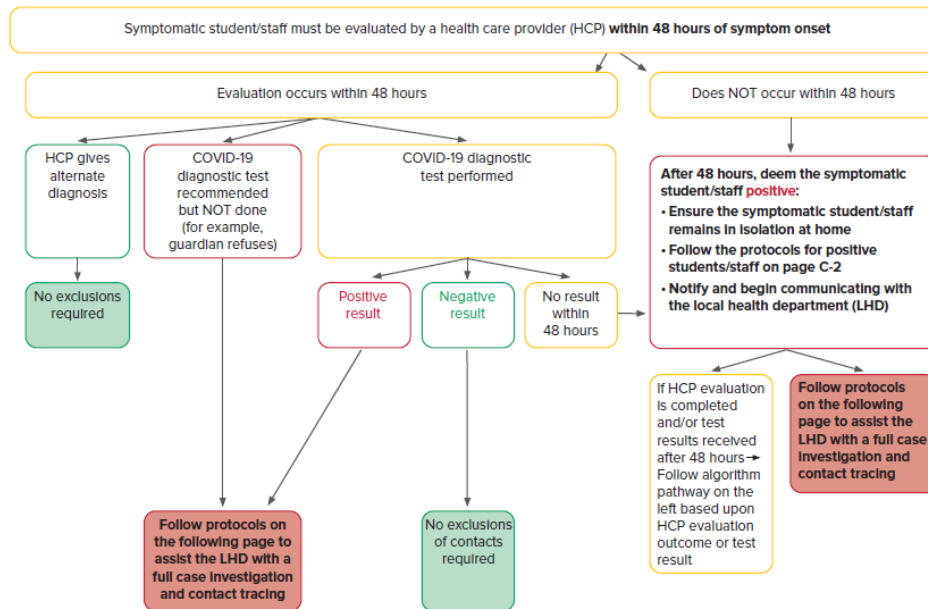 Symptomatic student/staff must be evaluated by a health care provider (HCP) within 48 hours of symptom onset
Evaluation occurs within 48 hours
Does NOT occur within 48 hours
HCP gives
alternate
diagnosis
COVID-19
diagnostic test
recommended
but NOT done
(for example,
guardian refuses)
COVID-19 diagnostic
test performed
After 48 hours, deem the symptomatic
student/staff positive:
• Ensure the symptomatic student/staff
remains in isolation at home
• Follow the protocols for positive
students/staff on page C-2
• Notify and begin communicating with
the local health department (LHD)
No exclusions
required
Positive
result
Negative
result
No result
within
48 hours
If HCP evaluation
is completed
and/or test
results received
after 48 hours→
Follow algorithm
pathway on the
left based upon
HCP evaluation
outcome or test
result
Follow protocols
on the following
page to assist the
LHD with a full case
investigation and
contact tracing
Follow protocols on
the following page to
assist the LHD with a
full case investigation
and contact tracing
No exclusions
of contacts
required